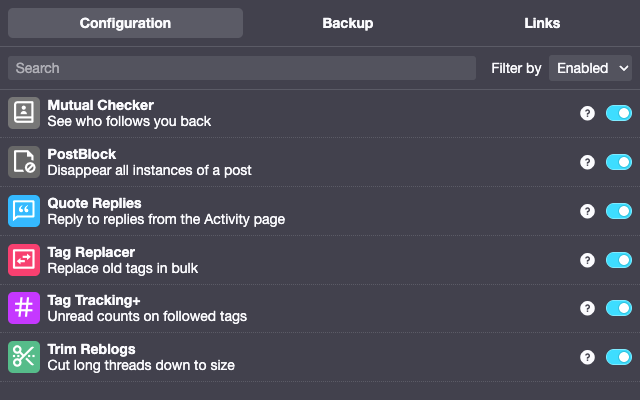 Configuration Backup Links
Search Filter by Enabled
Mutual Checker
See who follows you back
?
PostBlock
Disappear all instances of a post
?
Quote Replies
Reply to replies from the Activity page
?
Tag Replacer
Replace old tags in bulk
?
Tag Tracking+
Unread counts on followed tags
?
Trim Reblogs
Cut long threads down to size
?